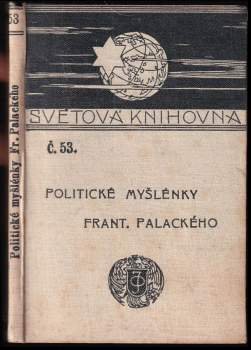 53
Politické myšlénky Fr. Palackého
SVĚTOVÁ KNIHOVNA
Č. 53.
POLITICKÉ MYŠLÉNKY
FRANT. PALACKÉHO